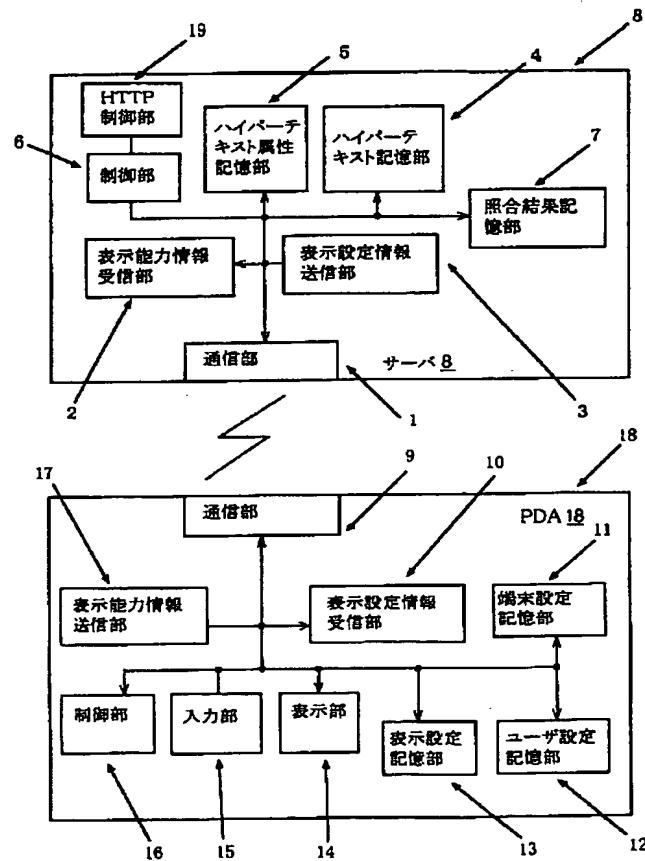 19
5
4
8
HTTP
制御部
ハイパーテ
キスト属性
記憶部
ハイパーテ
キスト記憶部
6
制御部
7
照合結果記
憶部
表示能力情報
受信部
表示設定情報
送信部
通信部
サーバ 8
2
1
3
17
9
10
18
通信部
PDA 18
11
表示能力情報
送信部
表示設定情報
受信部
端末設定
記憶部
制御部
入力部
表示部
表示設定
記憶部
ユーザ設定
記憶部
16
15
14
13
12